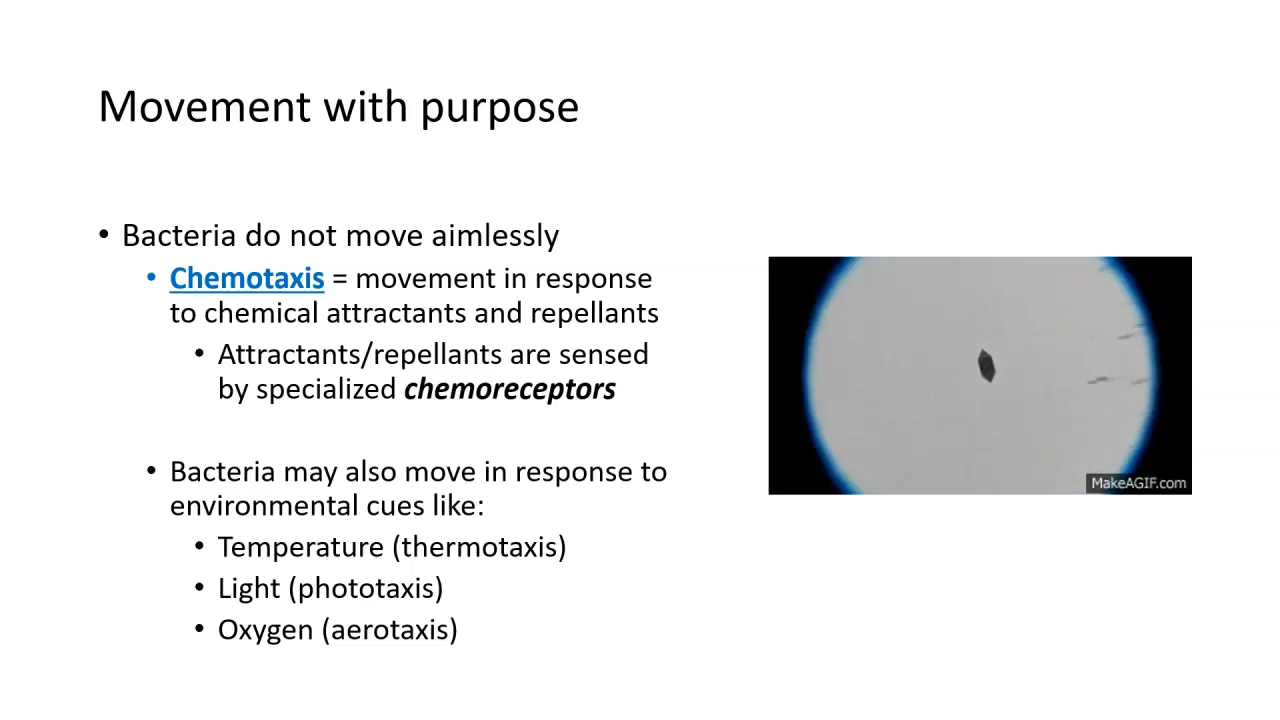 Movement with purpose
• Bacteria do not move aimlessly
• Chemotaxis = movement in response
to chemical attractants and repellants
• Attractants/repellants are sensed
by specialized chemoreceptors
• Bacteria may also move in response to
environmental cues like:
• Temperature (thermotaxis)
• Light (phototaxis)
• Oxygen (aerotaxis)
MakeAGIF.com